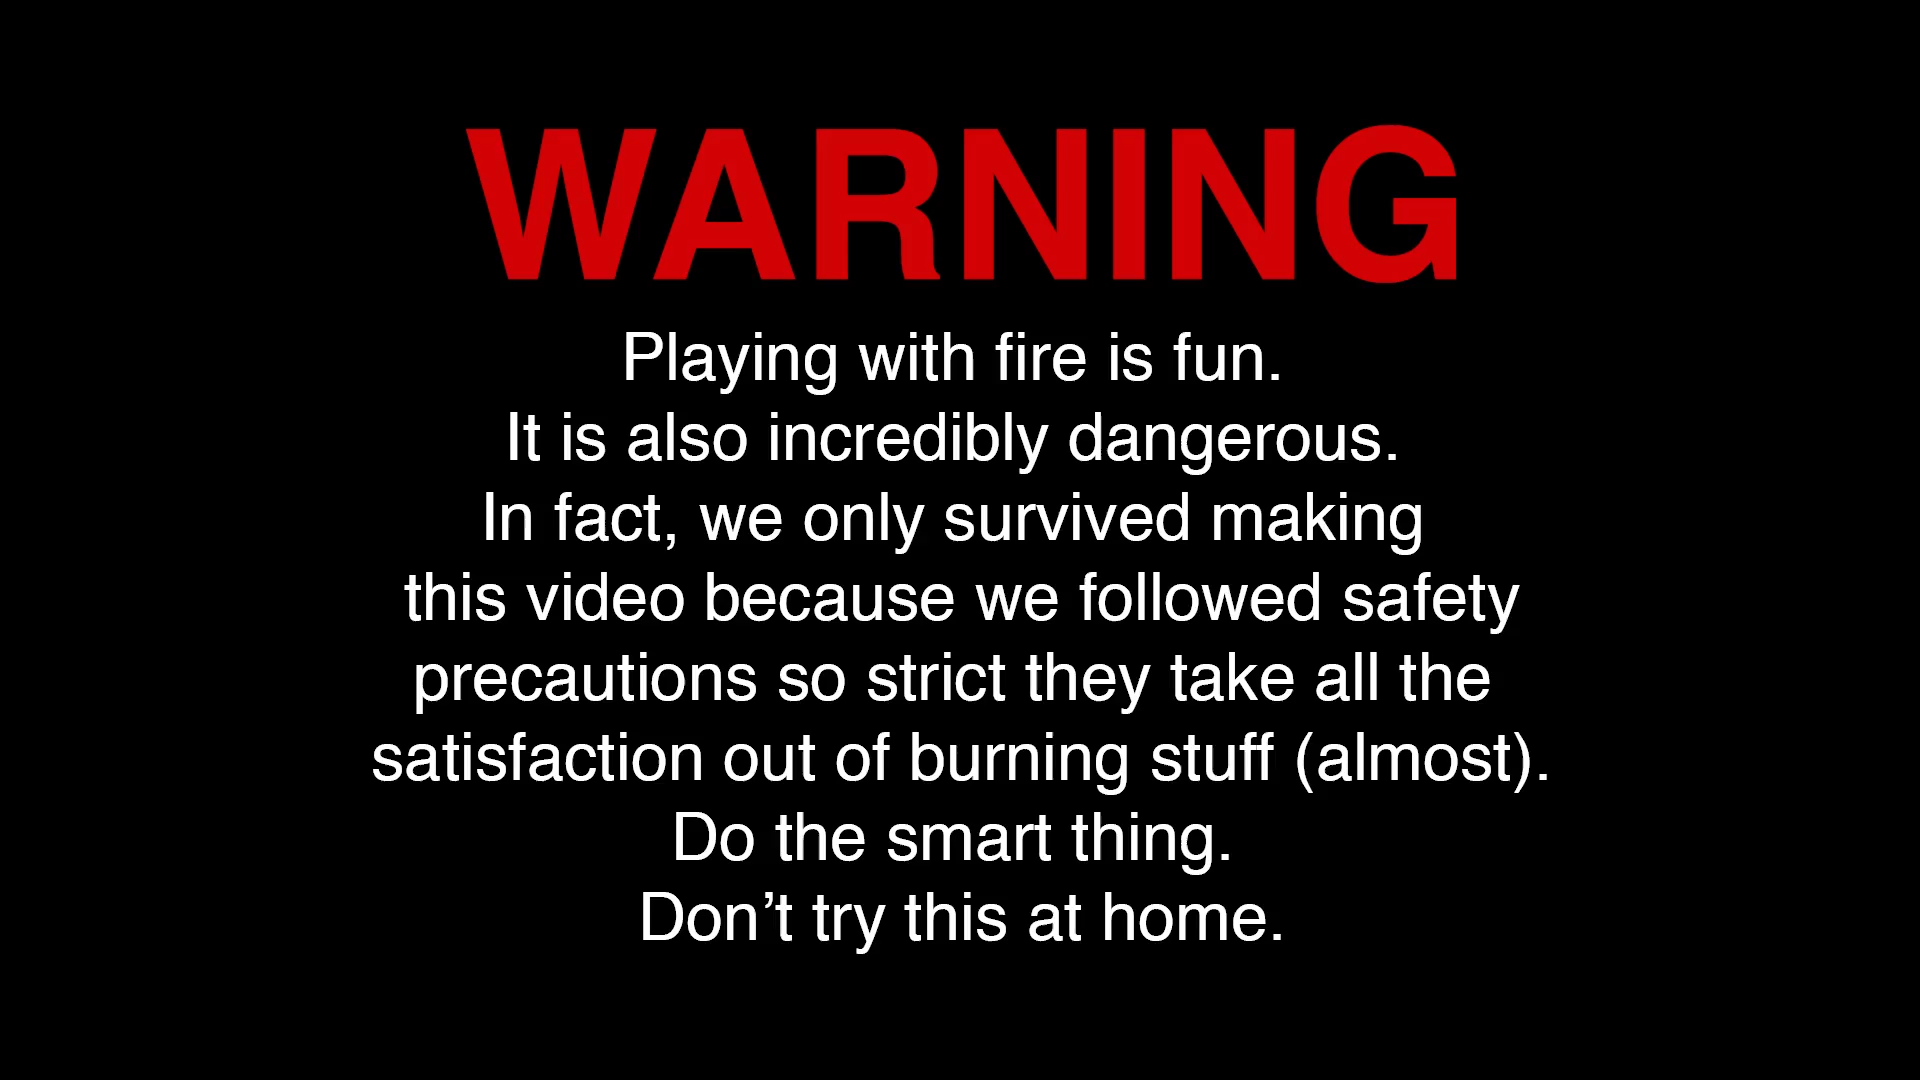 WARNING
Playing with fire is fun.
It is also incredibly dangerous.
In fact, we only survived making
this video because we followed safety
precautions so strict they take all the
satisfaction out of burning stuff (almost).
Do the smart thing.
Don’t try this at home.